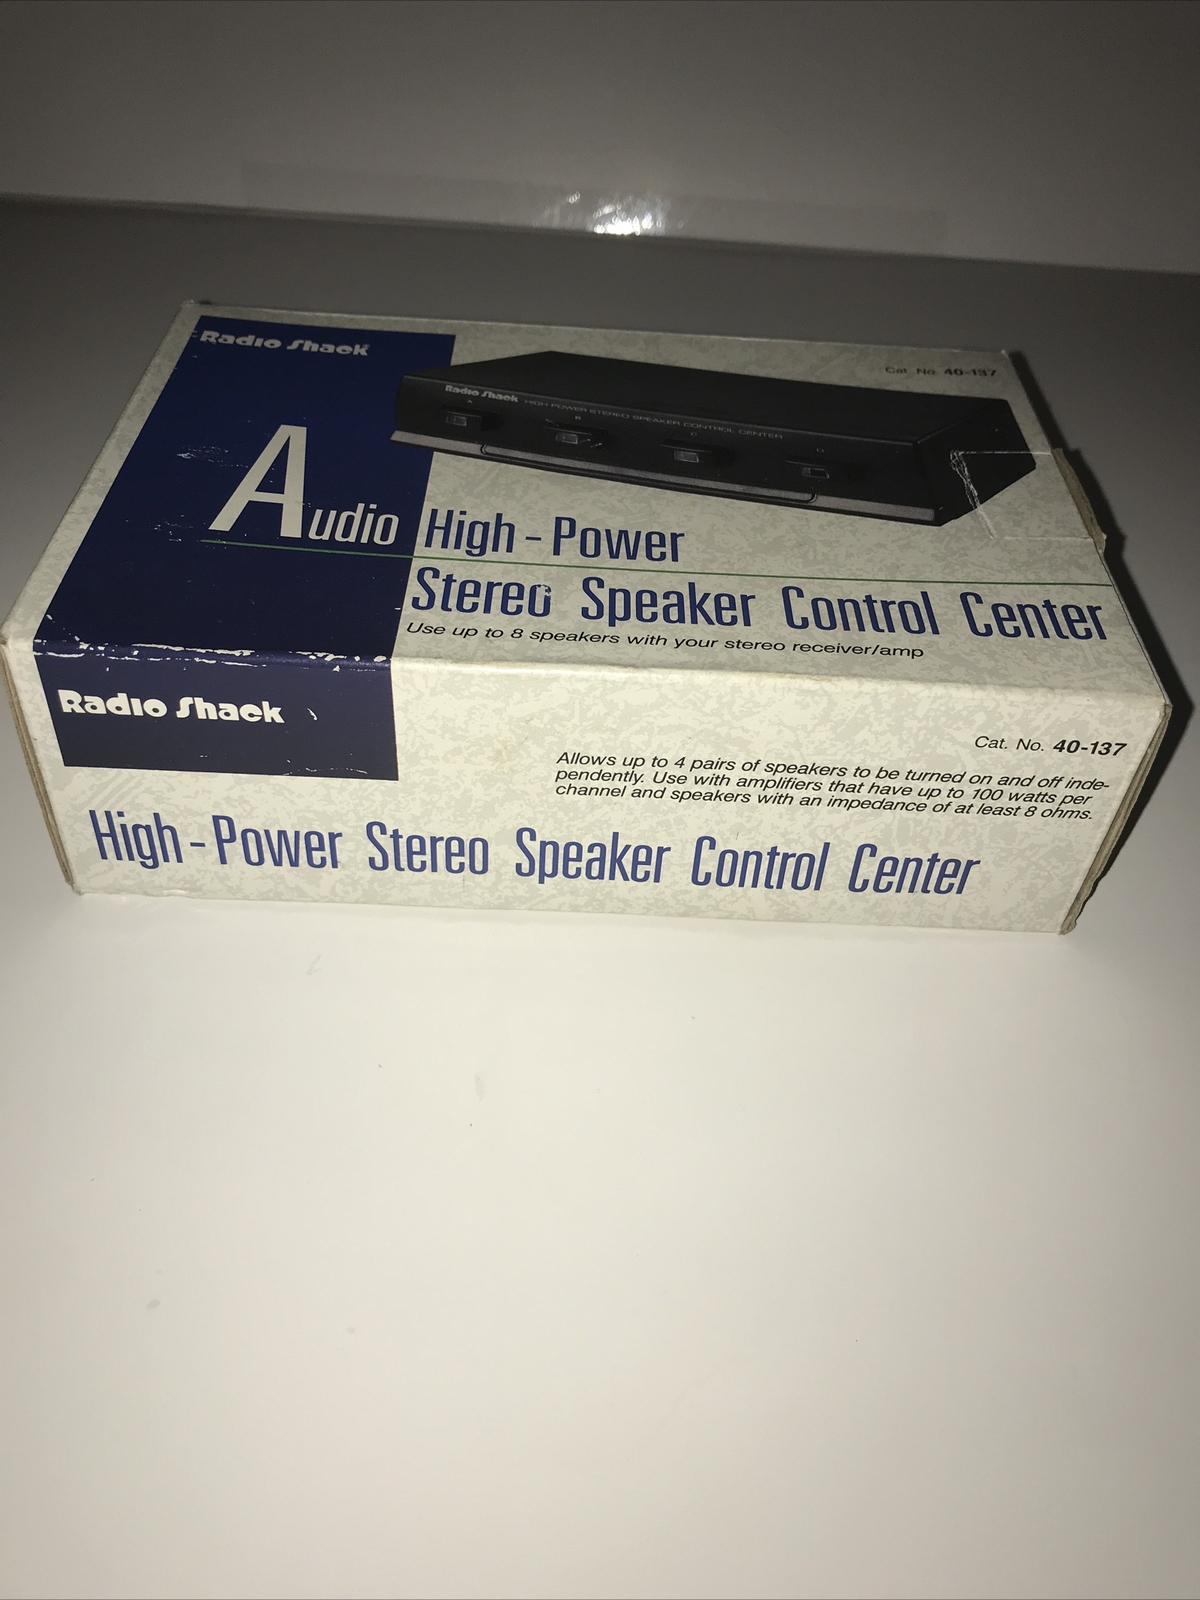 Radio Shack
Cat. No. 40-137
Radio Shack HIGH POWER STEREO SPEAKER CONTROL CENTER
A B C D
Audio High-Power
Stereo Speaker Control Center
Use up to 8 speakers with your stereo receiver/amp
Radio Shack
Cat. No. 40-137
Allows up to 4 pairs of speakers to be turned on and off inde-
pendently. Use with amplifiers that have up to 100 watts per
channel and speakers with an impedance of at least 8 ohms.
High-Power Stereo Speaker Control Center